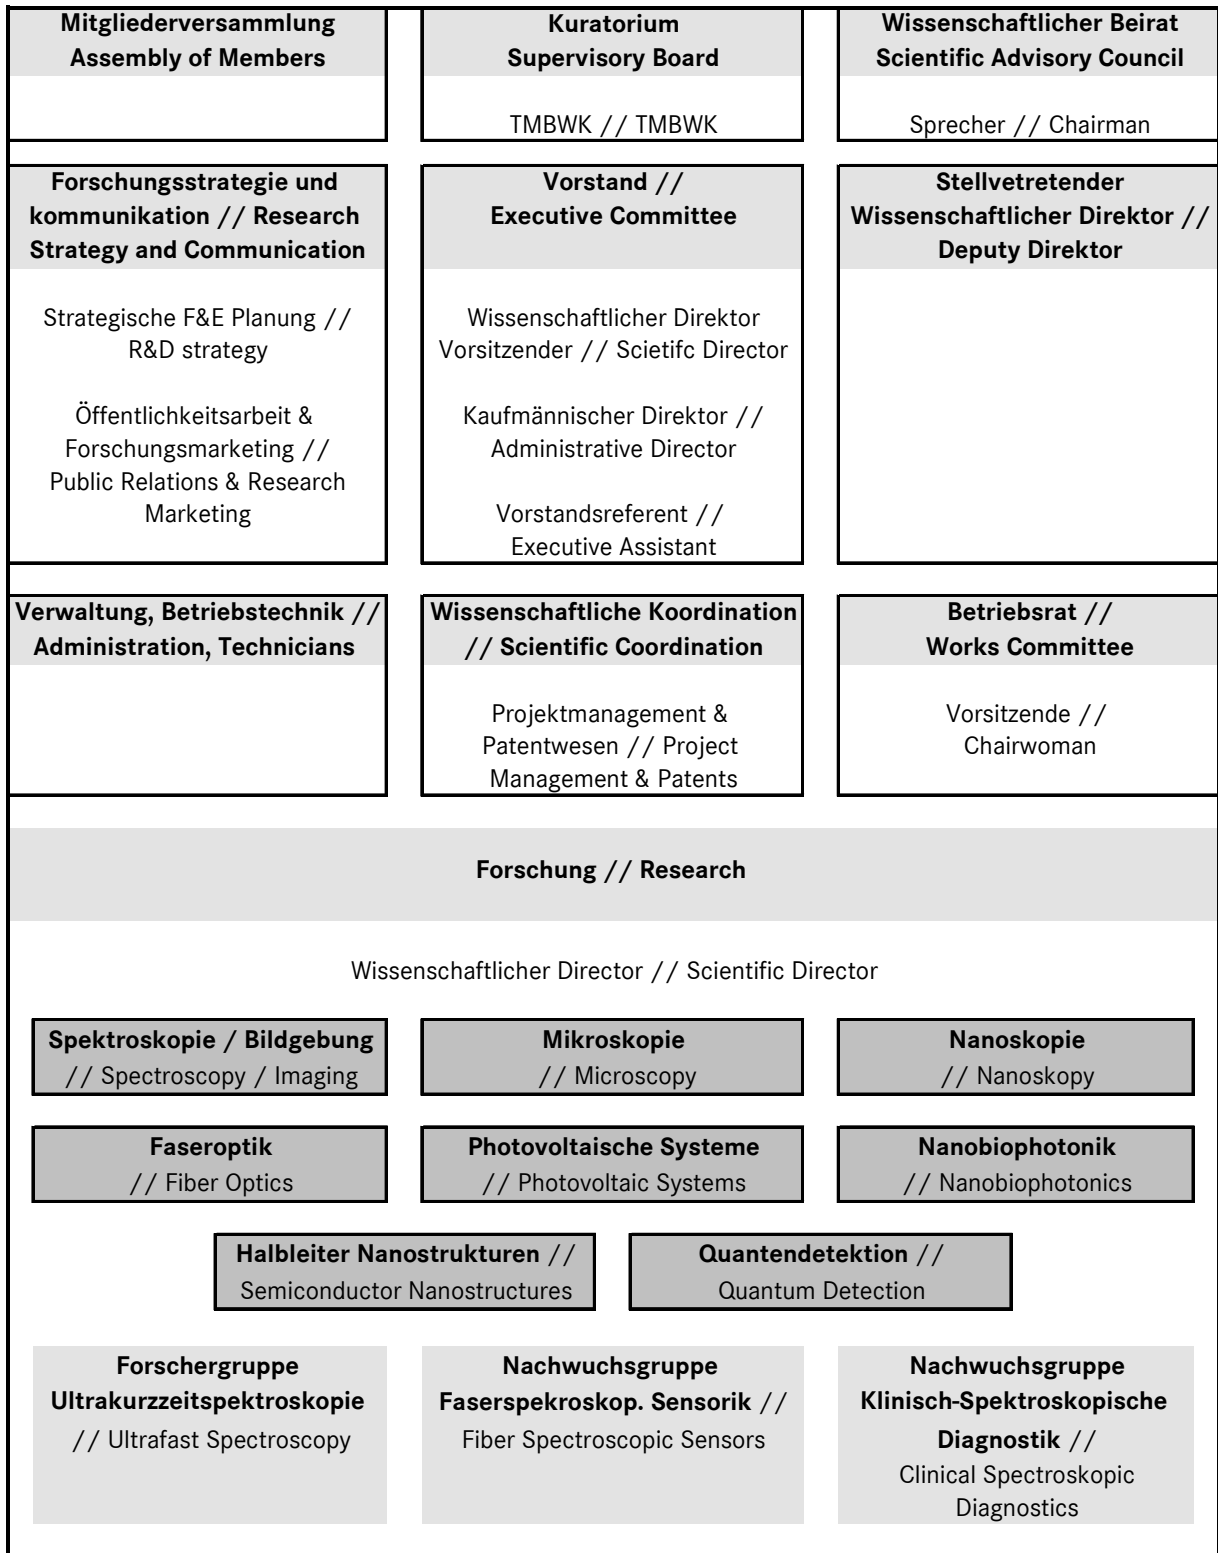 Mitgliederversammlung
Assembly of Members
Kuratorium
Supervisory Board
TMBWK // TMBWK
Wissenschaftlicher Beirat
Scientific Advisory Council
Sprecher // Chairman
Forschungsstrategie und
kommunikation // Research
Strategy and Communication
Strategische F&E Planung //
R&D strategy
Öffentlichkeitsarbeit &
Forschungsmarketing //
Public Relations & Research
Marketing
Vorstand //
Executive Committee
Wissenschaftlicher Direktor
Vorsitzender // Scietifc Director
Kaufmännischer Direktor //
Administrative Director
Vorstandsreferent //
Executive Assistant
Stellvetretender
Wissenschaftlicher Direktor //
Deputy Direktor
Verwaltung, Betriebstechnik //
Administration, Technicians
Wissenschaftliche Koordination
// Scientific Coordination
Projektmanagement &
Patentwesen // Project
Management & Patents
Betriebsrat //
Works Committee
Vorsitzende //
Chairwoman
Forschung // Research
Wissenschaftlicher Director // Scientific Director
Spektroskopie / Bildgebung
// Spectroscopy / Imaging
Mikroskopie
// Microscopy
Nanoskopie
// Nanoskopy
Faseroptik
// Fiber Optics
Photovoltaische Systeme
// Photovoltaic Systems
Nanobiophotonik
// Nanobiophotonics
Halbleiter Nanostrukturen //
Semiconductor Nanostructures
Quantendetektion //
Quantum Detection
Forschergruppe
Ultrakurzzeitspektroskopie
// Ultrafast Spectroscopy
Nachwuchsgruppe
Faserspekroskop. Sensorik //
Fiber Spectroscopic Sensors
Nachwuchsgruppe
Klinisch-Spektroskopische
Diagnostik //
Clinical Spectroskopic
Diagnostics